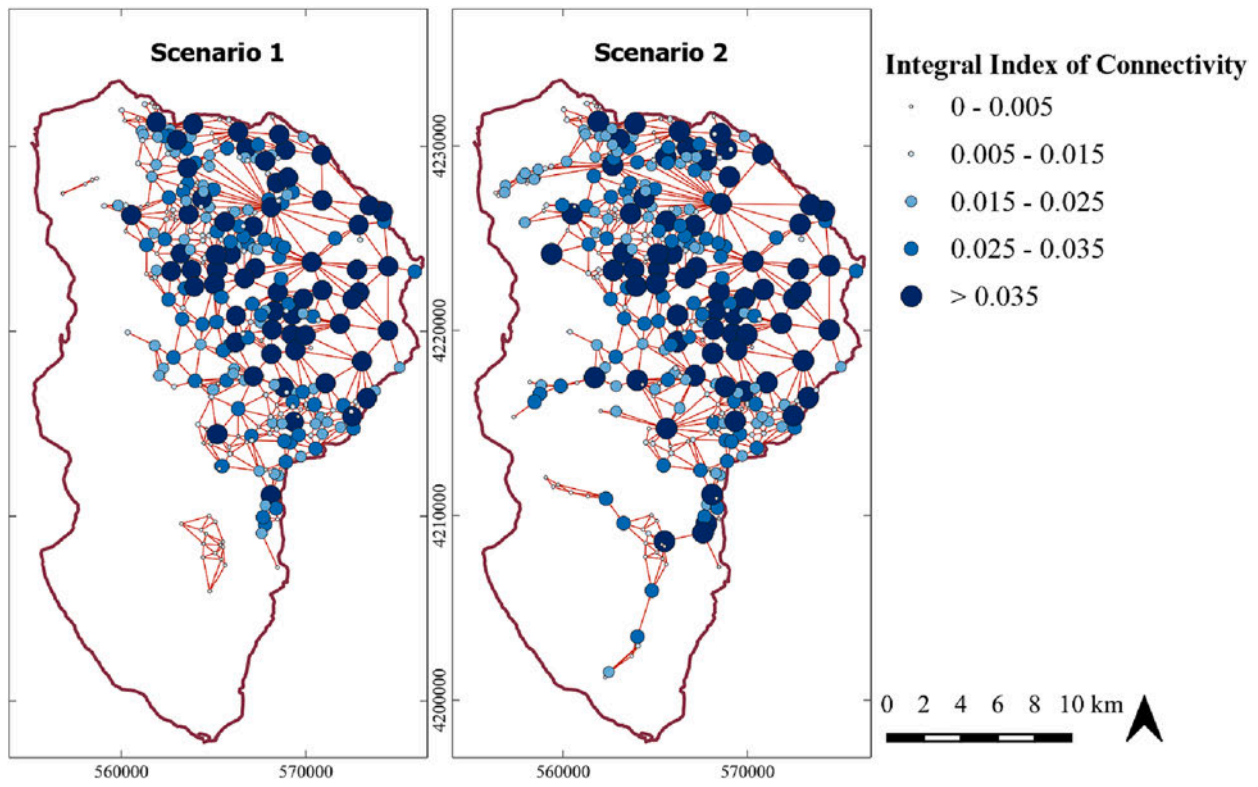 Scenario 1
Scenario 2
Integral Index of Connectivity
0 - 0.005
0.005 - 0.015
0.015 - 0.025
0.025 - 0.035
> 0.035
4230000
4220000
4210000
4200000
0 2 4 6 8 10 km
560000
570000
560000
570000